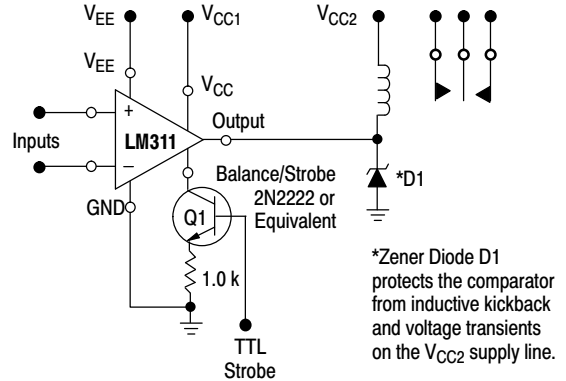 VEE
VCC1
VCC2
VEE
VCC
+
Output
Inputs
LM311
–
Balance/Strobe
2N2222 or
Equivalent
*D1
GND
Q1
1.0 k
TTL
Strobe
*Zener Diode D1
protects the comparator
from inductive kickback
and voltage transients
on the VCC2 supply line.